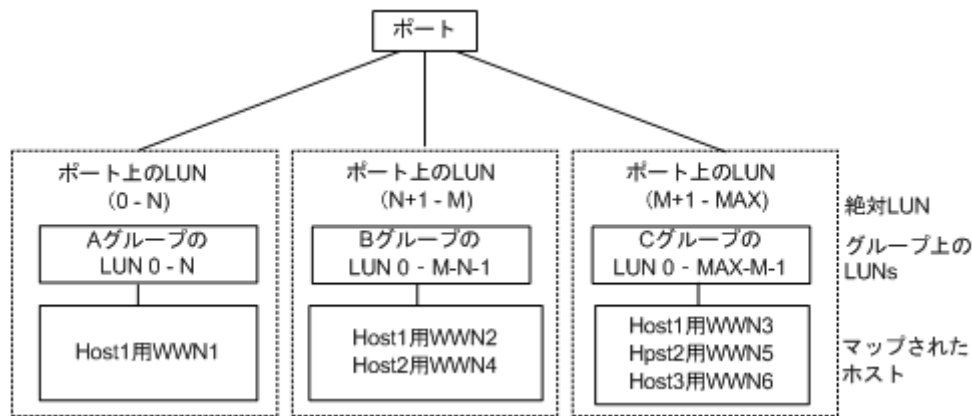 ポート
ポート上のLUN
(0 - N)
Aグループの
LUN 0 - N
Host1用WWN1
ポート上のLUN
(N+1 - M)
Bグループの
LUN 0 - M-N-1
Host1用WWN2
Host2用WWN4
ポート上のLUN
(M+1 - MAX)
Cグループの
LUN 0 - MAX-M-1
Host1用WWN3
Hpst2用WWN5
Host3用WWN6
絶対LUN
グループ上の
LUNs
マップされた
ホスト